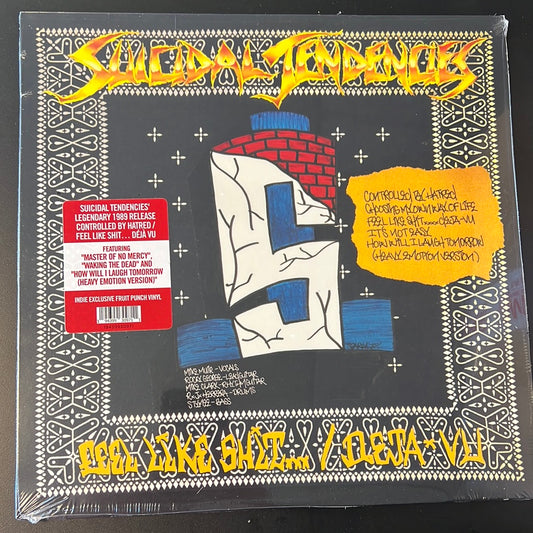 SUICIDAL TENDENCIES
SUICIDAL TENDENCIES'
LEGENDARY 1989 RELEASE
CONTROLLED BY HATRED /
FEEL LIKE SHIT... DÉJÀ VU
FEATURING
"MASTER OF NO MERCY",
"WAKING THE DEAD" AND
"HOW WILL I LAUGH TOMORROW
(HEAVY EMOTION VERSION)"
INDIE EXCLUSIVE FRUIT PUNCH VINYL
CONTROLLED BY HATRED
CHOOSING MY OWN WAY OF LIFE
FEEL LIKE SHIT....DEJA-VU
IT'S NOT EASY
HOW WILL I LAUGH TOMORROW
(HEAVY EMOTION VERSION)
MIKE MUIR - VOCALS
ROCKY GEORGE - LEAD GUITAR
MIKE CLARK - RHYTHM GUITAR
R.J. HERRERA - DRUMS
STYMEE - BASS
FEEL LIKE SHIT... / DEJA-VU